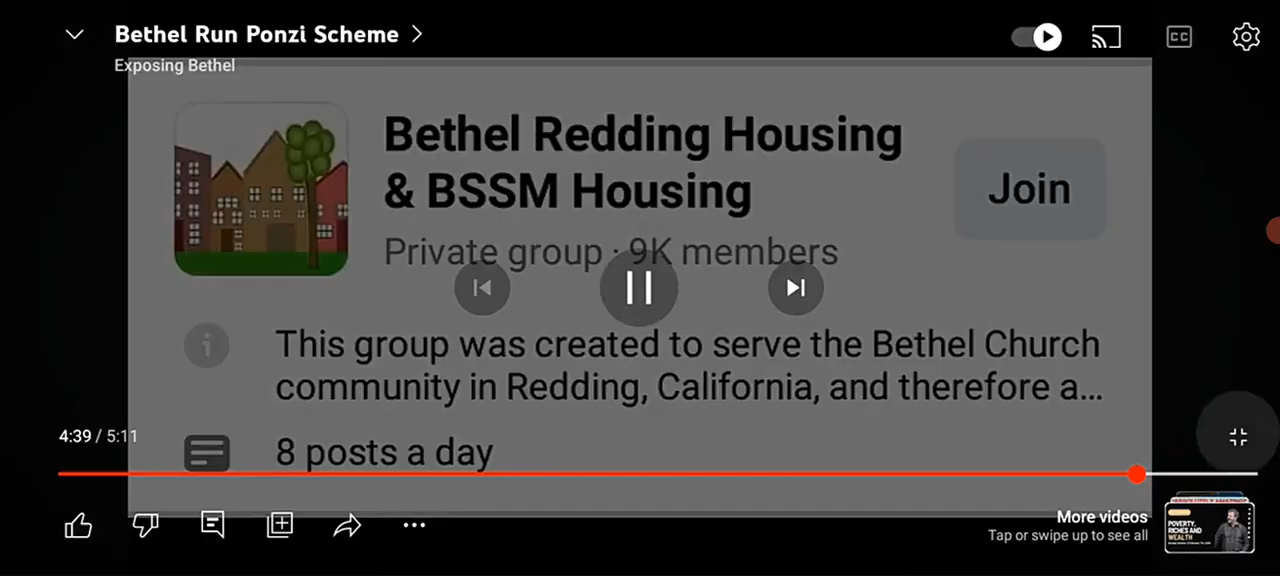 Bethel Run Ponzi Scheme
Exposing Bethel
CC
Bethel Redding Housing
& BSSM Housing
Join
Private group · 9K members
This group was created to serve the Bethel Church
community in Redding, California, and therefore a...
4:39 / 5:11
8 posts a day
More videos
Tap or swipe up to see all
POVERTY,
RICHES AND
WEALTH